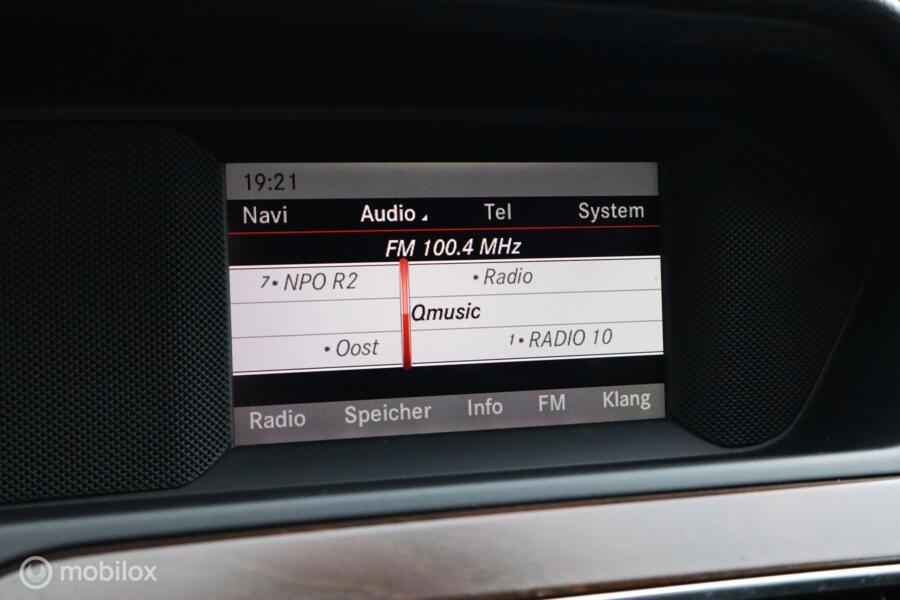 19:21
Navi Audio Tel System
FM 100.4 MHz
7• NPO R2 • Radio
Qmusic
• Oost 1• RADIO 10
Radio Speicher Info FM Klang
mobilox